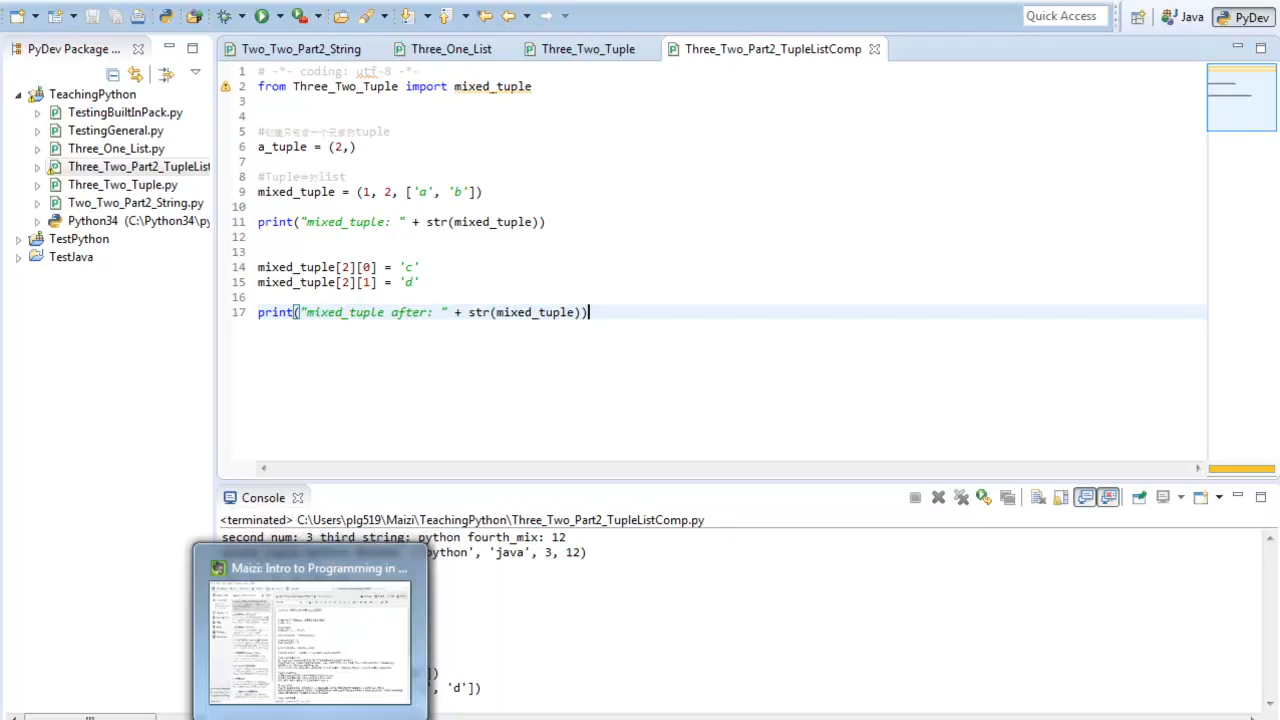 Quick Access
Java
PyDev
PyDev Package ...
Two_Two_Part2_String
Three_One_List
Three_Two_Tuple
Three_Two_Part2_TupleListComp
TeachingPython
TestingBuiltInPack.py
TestingGeneral.py
Three_One_List.py
Three_Two_Part2_TupleList
Three_Two_Tuple.py
Two_Two_Part2_String.py
Python34 (C:\Python34\py
TestPython
TestJava
1 # -*- coding: utf-8 -*-
2 from Three_Two_Tuple import mixed_tuple
3
4
5 #创建只包含一个元素的tuple
6 a_tuple = (2,)
7
8 #Tuple中的list
9 mixed_tuple = (1, 2, ['a', 'b'])
10
11 print("mixed_tuple: " + str(mixed_tuple))
12
13
14 mixed_tuple[2][0] = 'c'
15 mixed_tuple[2][1] = 'd'
16
17 print("mixed_tuple after: " + str(mixed_tuple))
Console
<terminated> C:\Users\plg519\Maizi\TeachingPython\Three_Two_Part2_TupleListComp.py
second num: 3 third string: python fourth_mix: 12
python', 'java', 3, 12)
Maizi: Intro to Programming in ...
)
, 'd'])